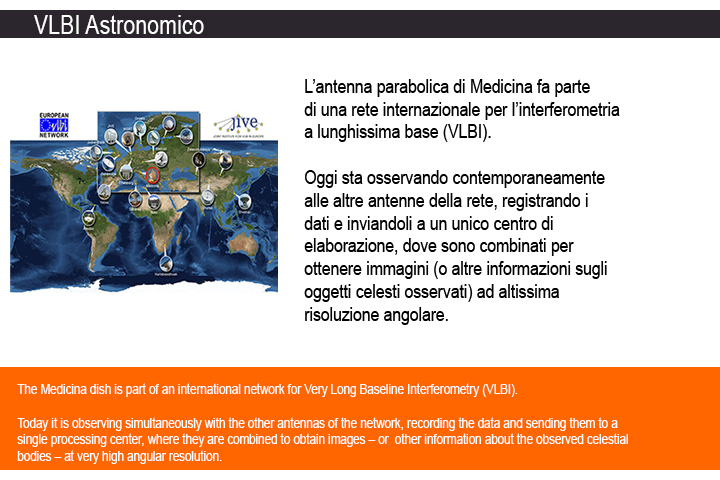 VLBI Astronomico
EUROPEAN
NETWORK
JIVE
JOINT INSTITUTE FOR VLBI IN EUROPE
L’antenna parabolica di Medicina fa parte
di una rete internazionale per l’interferometria
a lunghissima base (VLBI).
Oggi sta osservando contemporaneamente
alle altre antenne della rete, registrando i
dati e inviandoli a un unico centro di
elaborazione, dove sono combinati per
ottenere immagini (o altre informazioni sugli
oggetti celesti osservati) ad altissima
risoluzione angolare.
The Medicina dish is part of an international network for Very Long Baseline Interferometry (VLBI).
Today it is observing simultaneously with the other antennas of the network, recording the data and sending them to a
single processing center, where they are combined to obtain images – or other information about the observed celestial
bodies – at very high angular resolution.